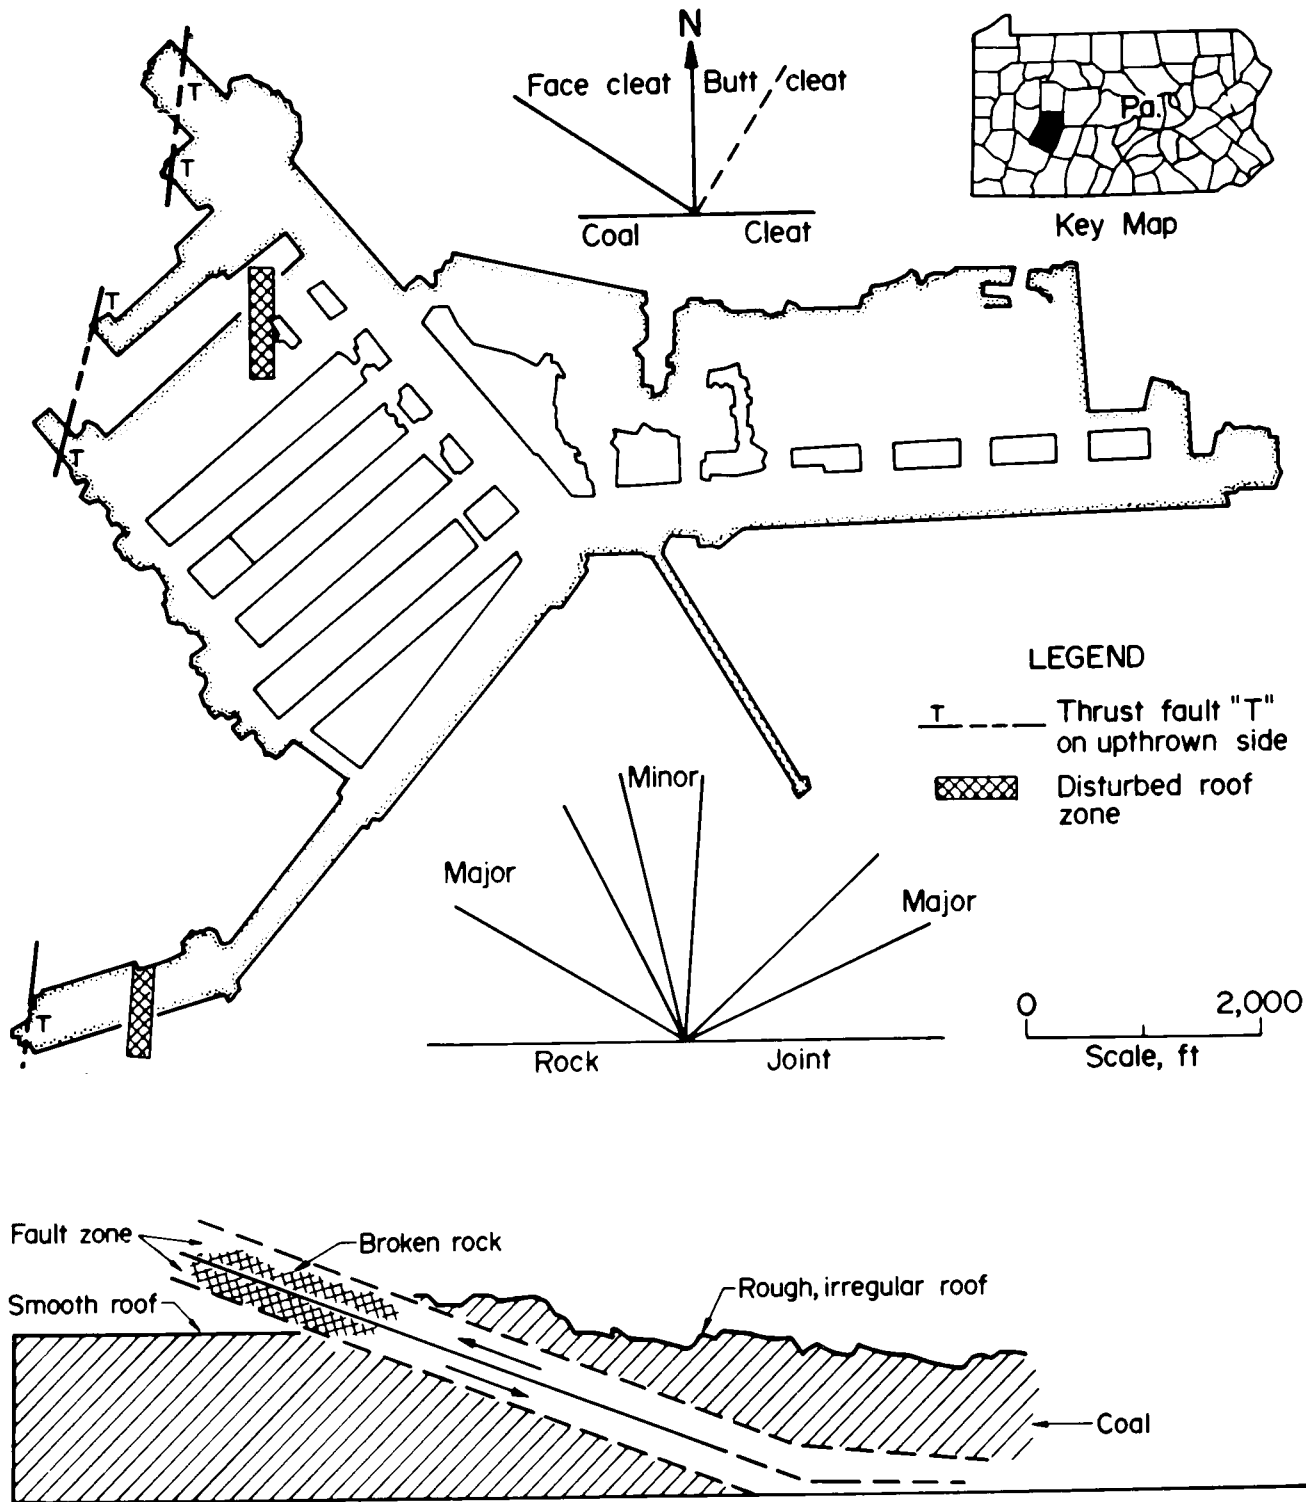 N
Face cleat
Butt cleat
Coal Cleat
Pa.
Key Map
T
T
T
T
T
LEGEND
T
Thrust fault "T"
on upthrown side
Disturbed roof
zone
Minor
Major
Major
Rock Joint
0 2,000
Scale, ft
Fault zone
Broken rock
Smooth roof
Rough, irregular roof
Coal